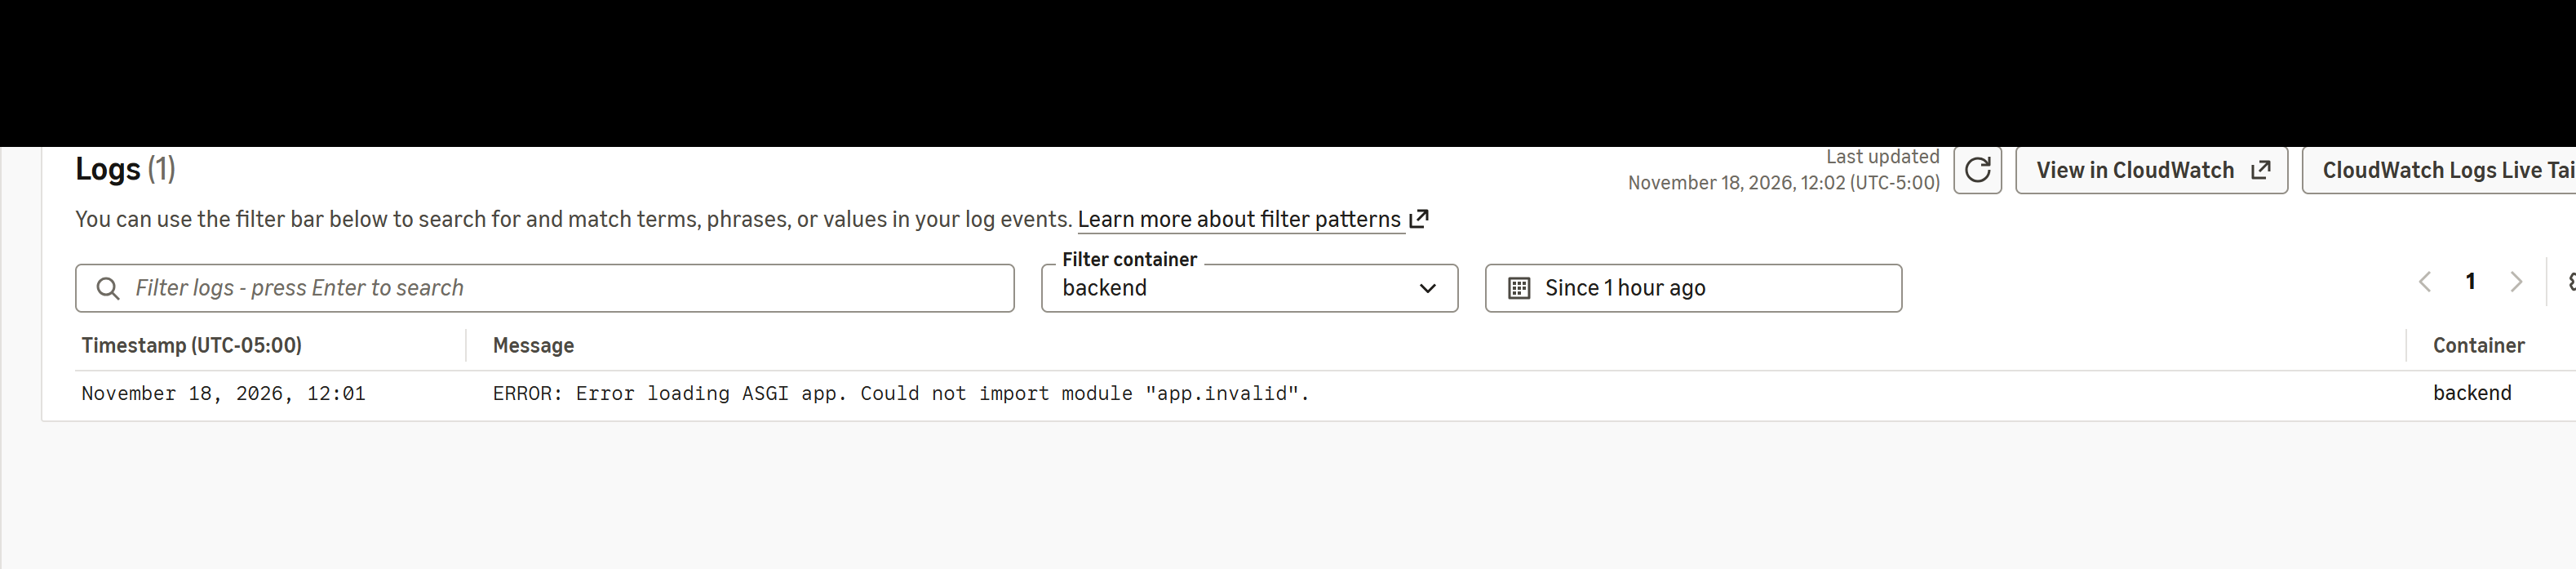 Logs (1)
Last updated
November 18, 2026, 12:02 (UTC-5:00)
View in CloudWatch
CloudWatch Logs Live Tai
You can use the filter bar below to search for and match terms, phrases, or values in your log events. Learn more about filter patterns
Filter logs - press Enter to search
Filter container
backend
Since 1 hour ago
1
Timestamp (UTC-05:00)
Message
Container
November 18, 2026, 12:01
ERROR: Error loading ASGI app. Could not import module "app.invalid".
backend